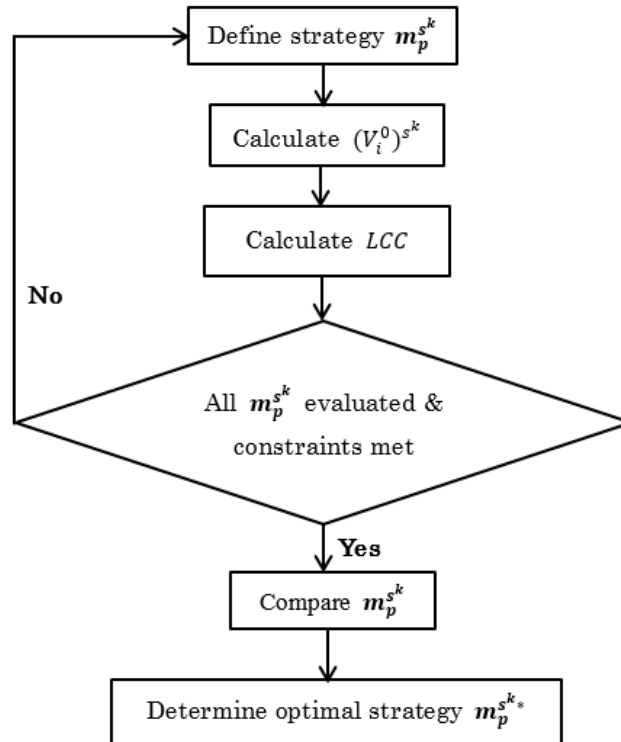 Define strategy m_p^{s^k}
Calculate (V_i^0)^{s^k}
Calculate LCC
No
All m_p^{s^k} evaluated &
constraints met
Yes
Compare m_p^{s^k}
Determine optimal strategy m_p^{s^k*}